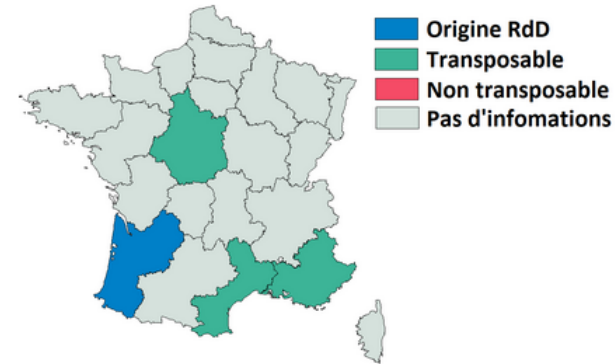 Origine RdD
Transposable
Non transposable
Pas d'infomations